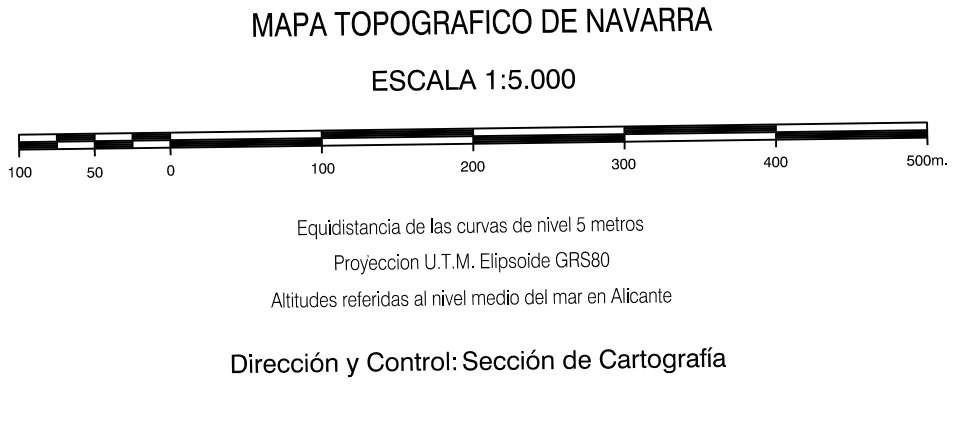 MAPA TOPOGRAFICO DE NAVARRA
ESCALA 1:5.000
100 50 0 100 200 300 400 500m.
Equidistancia de las curvas de nivel 5 metros
Proyeccion U.T.M. Elipsoide GRS80
Altitudes referidas al nivel medio del mar en Alicante
Dirección y Control: Sección de Cartografía